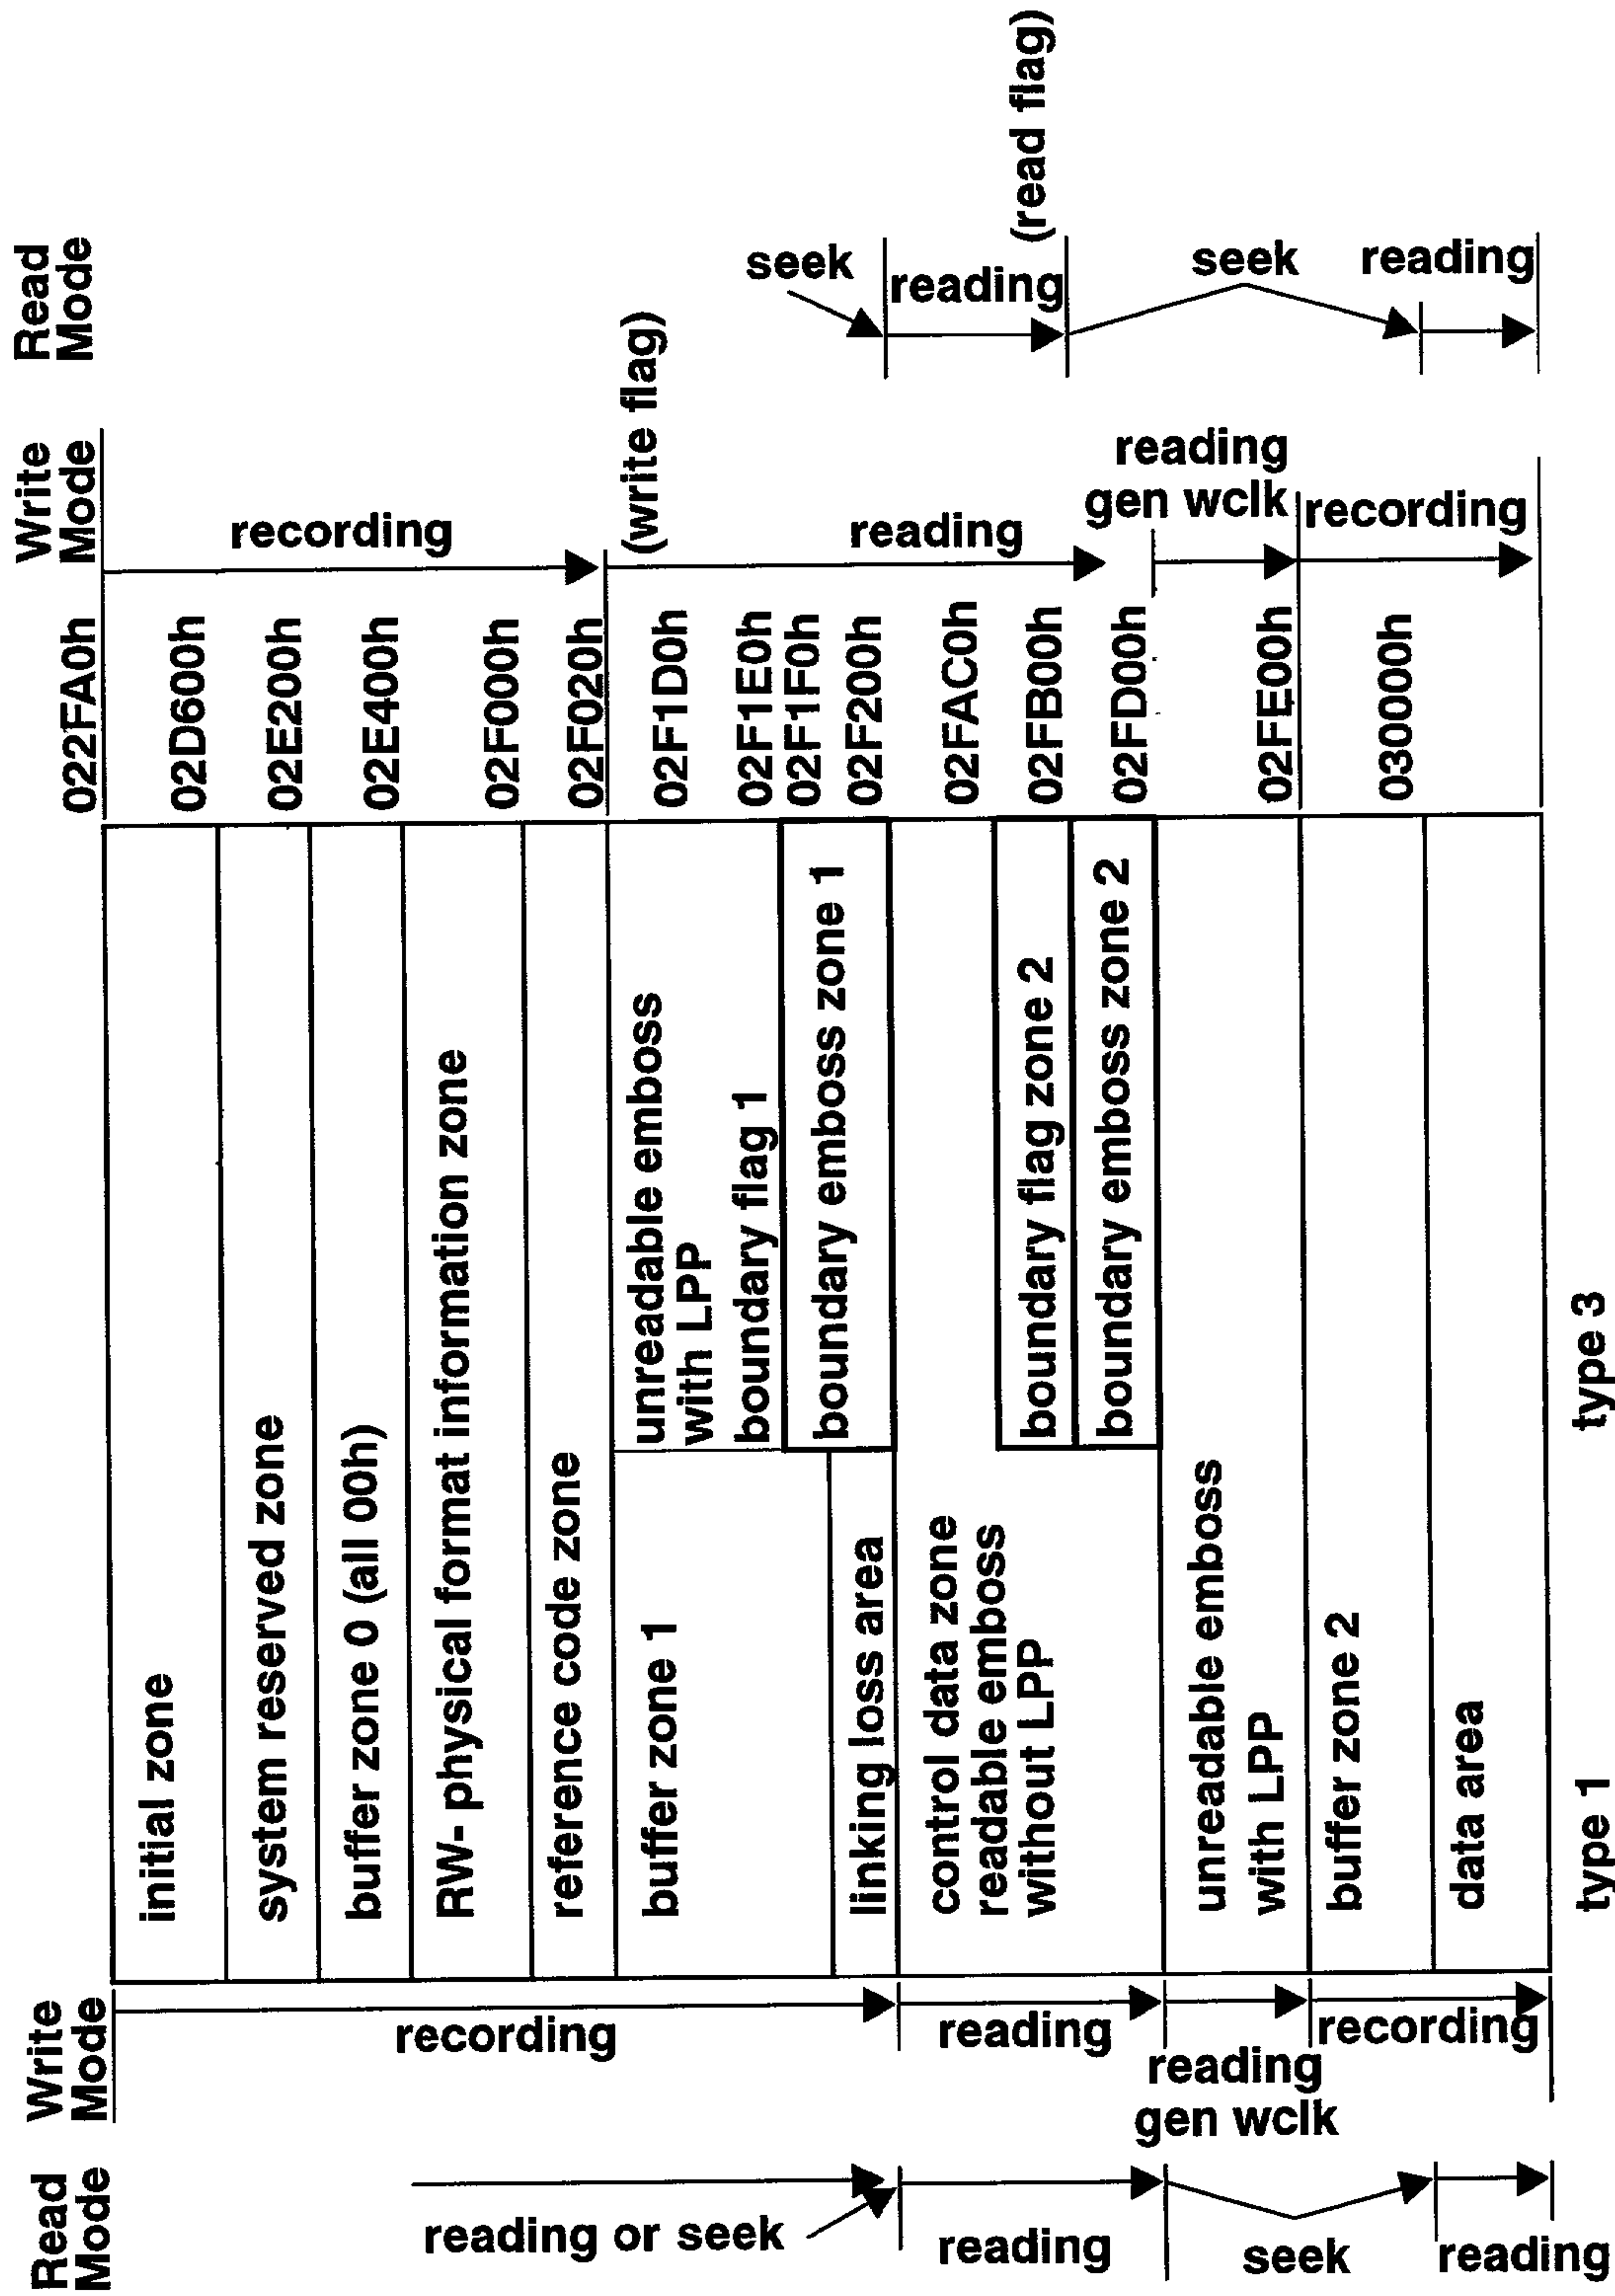 Read
Mode
Write
Mode
022FA0h
Write
Mode
Read
Mode
recording
initial zone
02D600h
recording
system reserved zone
02E200h
buffer zone 0 (all 00h)
02E400h
reading or seek
RW- physical format information zone
02F000h
reference code zone
02F020h
(write flag)
buffer zone 1
unreadable emboss
with LPP
02F1D0h
boundary flag 1
02F1E0h
seek
boundary emboss zone 1
02F1F0h
linking loss area
02F200h
reading
reading
reading
control data zone
readable emboss
without LPP
02FAC0h
reading
reading
boundary flag zone 2
02FB00h
(read flag)
boundary emboss zone 2
02FD00h
reading
gen wclk
reading
gen wclk
seek
unreadable emboss
with LPP
02FE00h
seek
recording
buffer zone 2
030000h
recording
reading
data area
reading
type 1
type 3